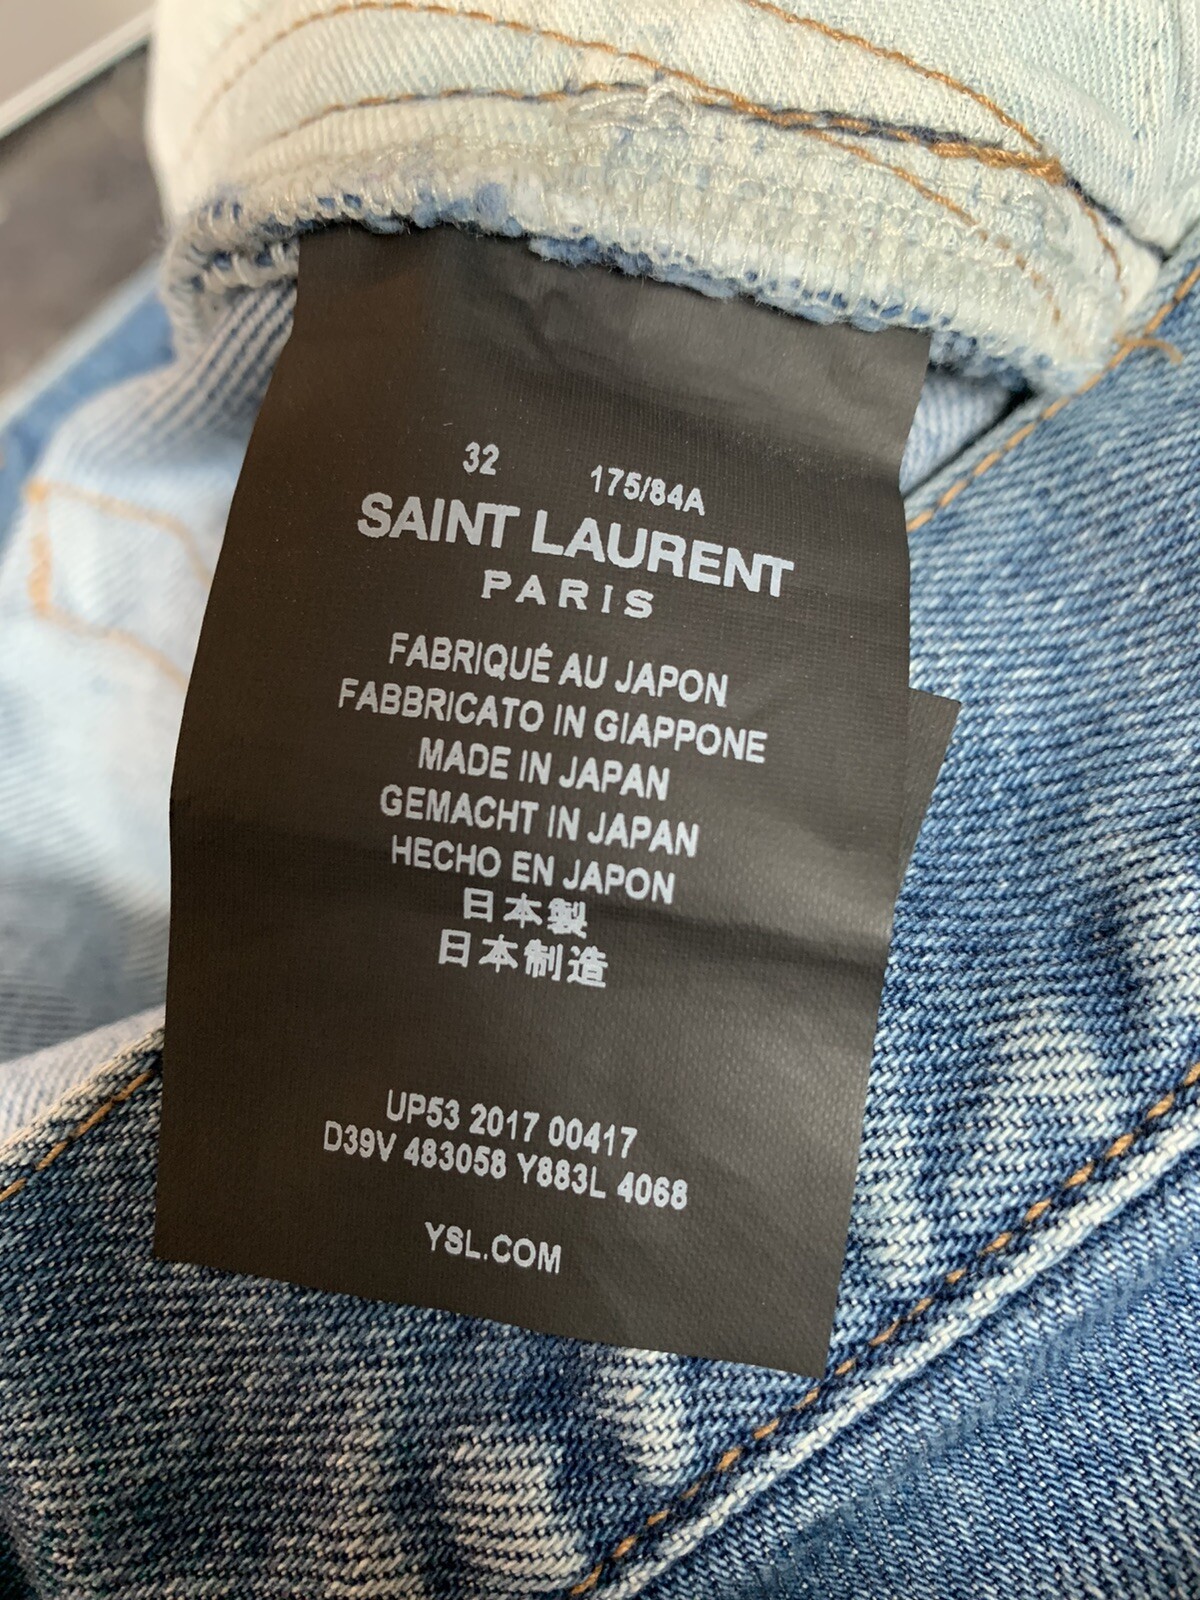 32 175/84A
SAINT LAURENT
PARIS
FABRIQUÉ AU JAPON
FABBRICATO IN GIAPPONE
MADE IN JAPAN
GEMACHT IN JAPAN
HECHO EN JAPON
日本製
日本制造
UP53 2017 00417
D39V 483058 Y883L 4068
YSL.COM